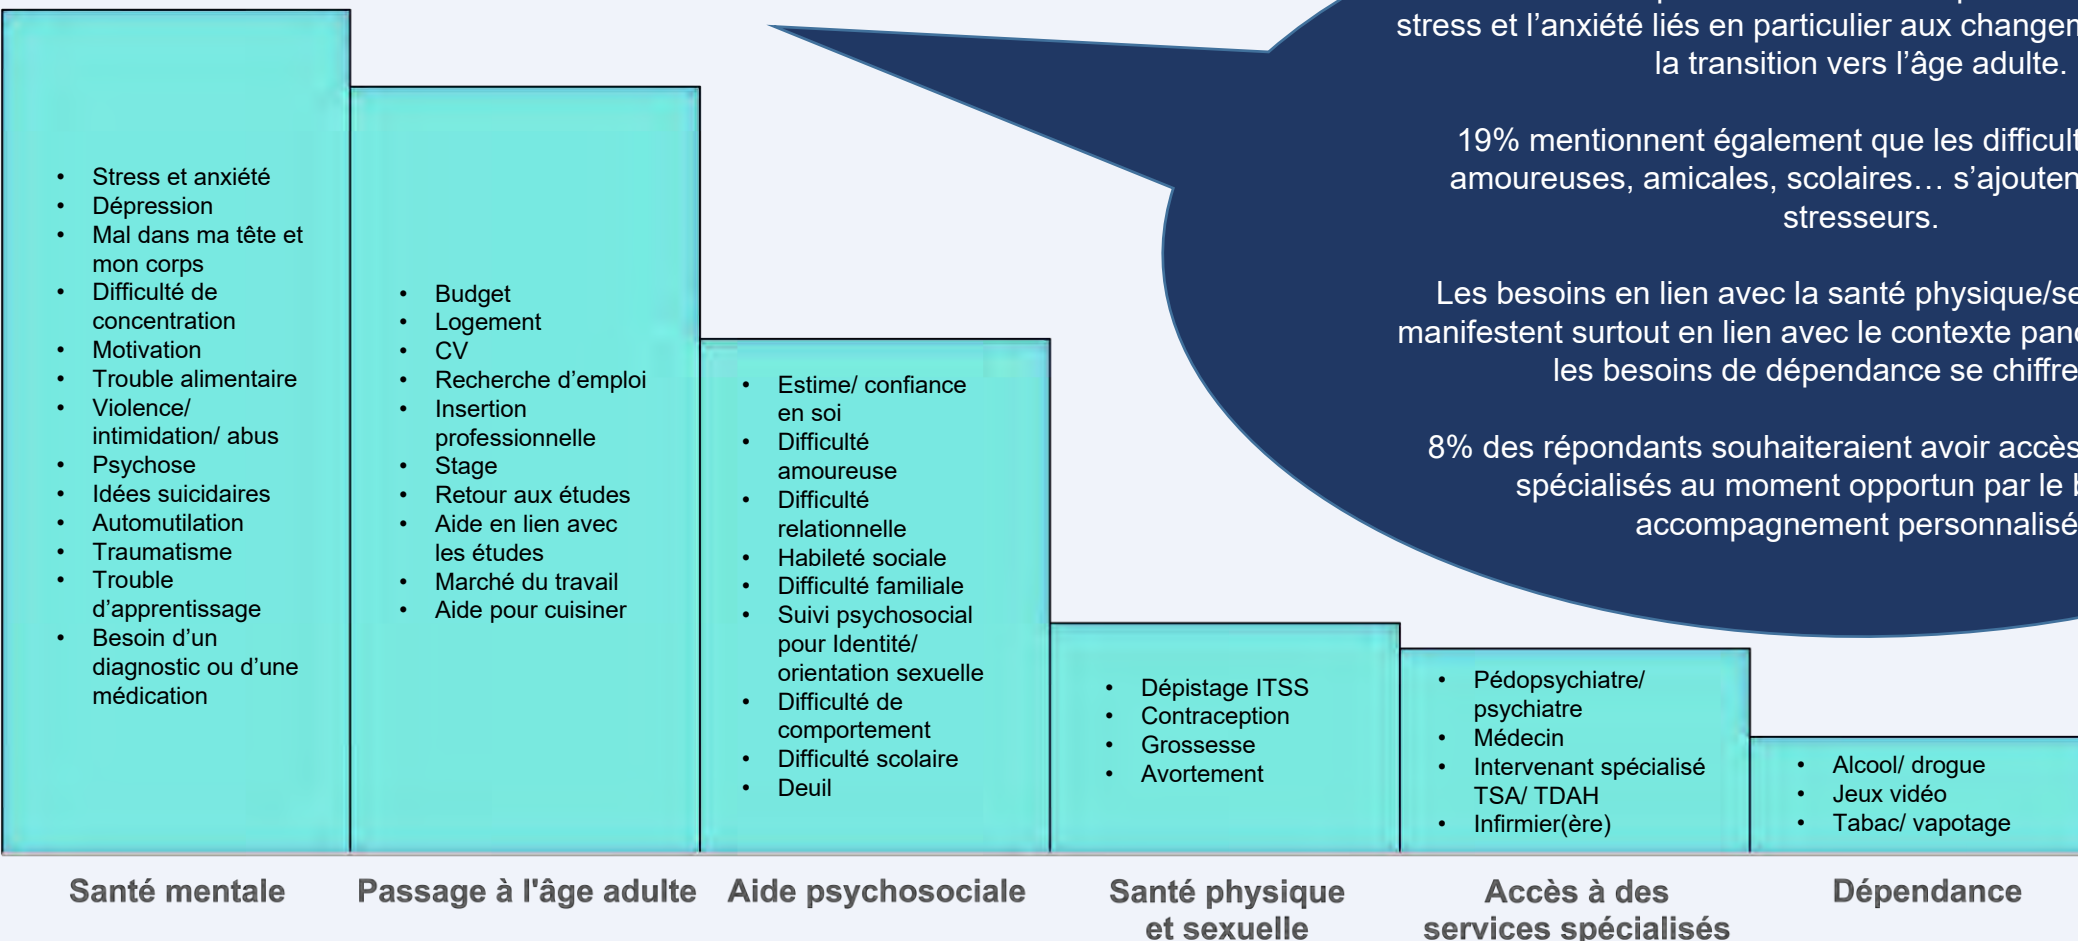 • Stress et anxiété
• Dépression
• Mal dans ma tête et
mon corps
• Difficulté de
concentration
• Motivation
• Trouble alimentaire
• Violence/
intimidation/ abus
• Psychose
• Idées suicidaires
• Automutilation
• Traumatisme
• Trouble
d’apprentissage
• Besoin d’un
diagnostic ou d’une
médication
• Budget
• Logement
• CV
• Recherche d’emploi
• Insertion
professionnelle
• Stage
• Retour aux études
• Aide en lien avec
les études
• Marché du travail
• Aide pour cuisiner
• Estime/ confiance
en soi
• Difficulté
amoureuse
• Difficulté
relationnelle
• Habileté sociale
• Difficulté familiale
• Suivi psychosocial
pour Identité/
orientation sexuelle
• Difficulté de
comportement
• Difficulté scolaire
• Deuil
• Dépistage ITSS
• Contraception
• Grossesse
• Avortement
• Pédopsychiatre/
psychiatre
• Médecin
• Intervenant spécialisé
TSA/ TDAH
• Infirmier(ère)
• Alcool/ drogue
• Jeux vidéo
• Tabac/ vapotage
stress et l’anxiété liés en particulier aux changem
la transition vers l’âge adulte.
19% mentionnent également que les difficult
amoureuses, amicales, scolaires… s’ajouten
stresseurs.
Les besoins en lien avec la santé physique/se
manifestent surtout en lien avec le contexte pand
les besoins de dépendance se chiffre
8% des répondants souhaiteraient avoir accès
spécialisés au moment opportun par le
accompagnement personnalisé
Santé mentale
Passage à l'âge adulte
Aide psychosociale
Santé physique
et sexuelle
Accès à des
services spécialisés
Dépendance